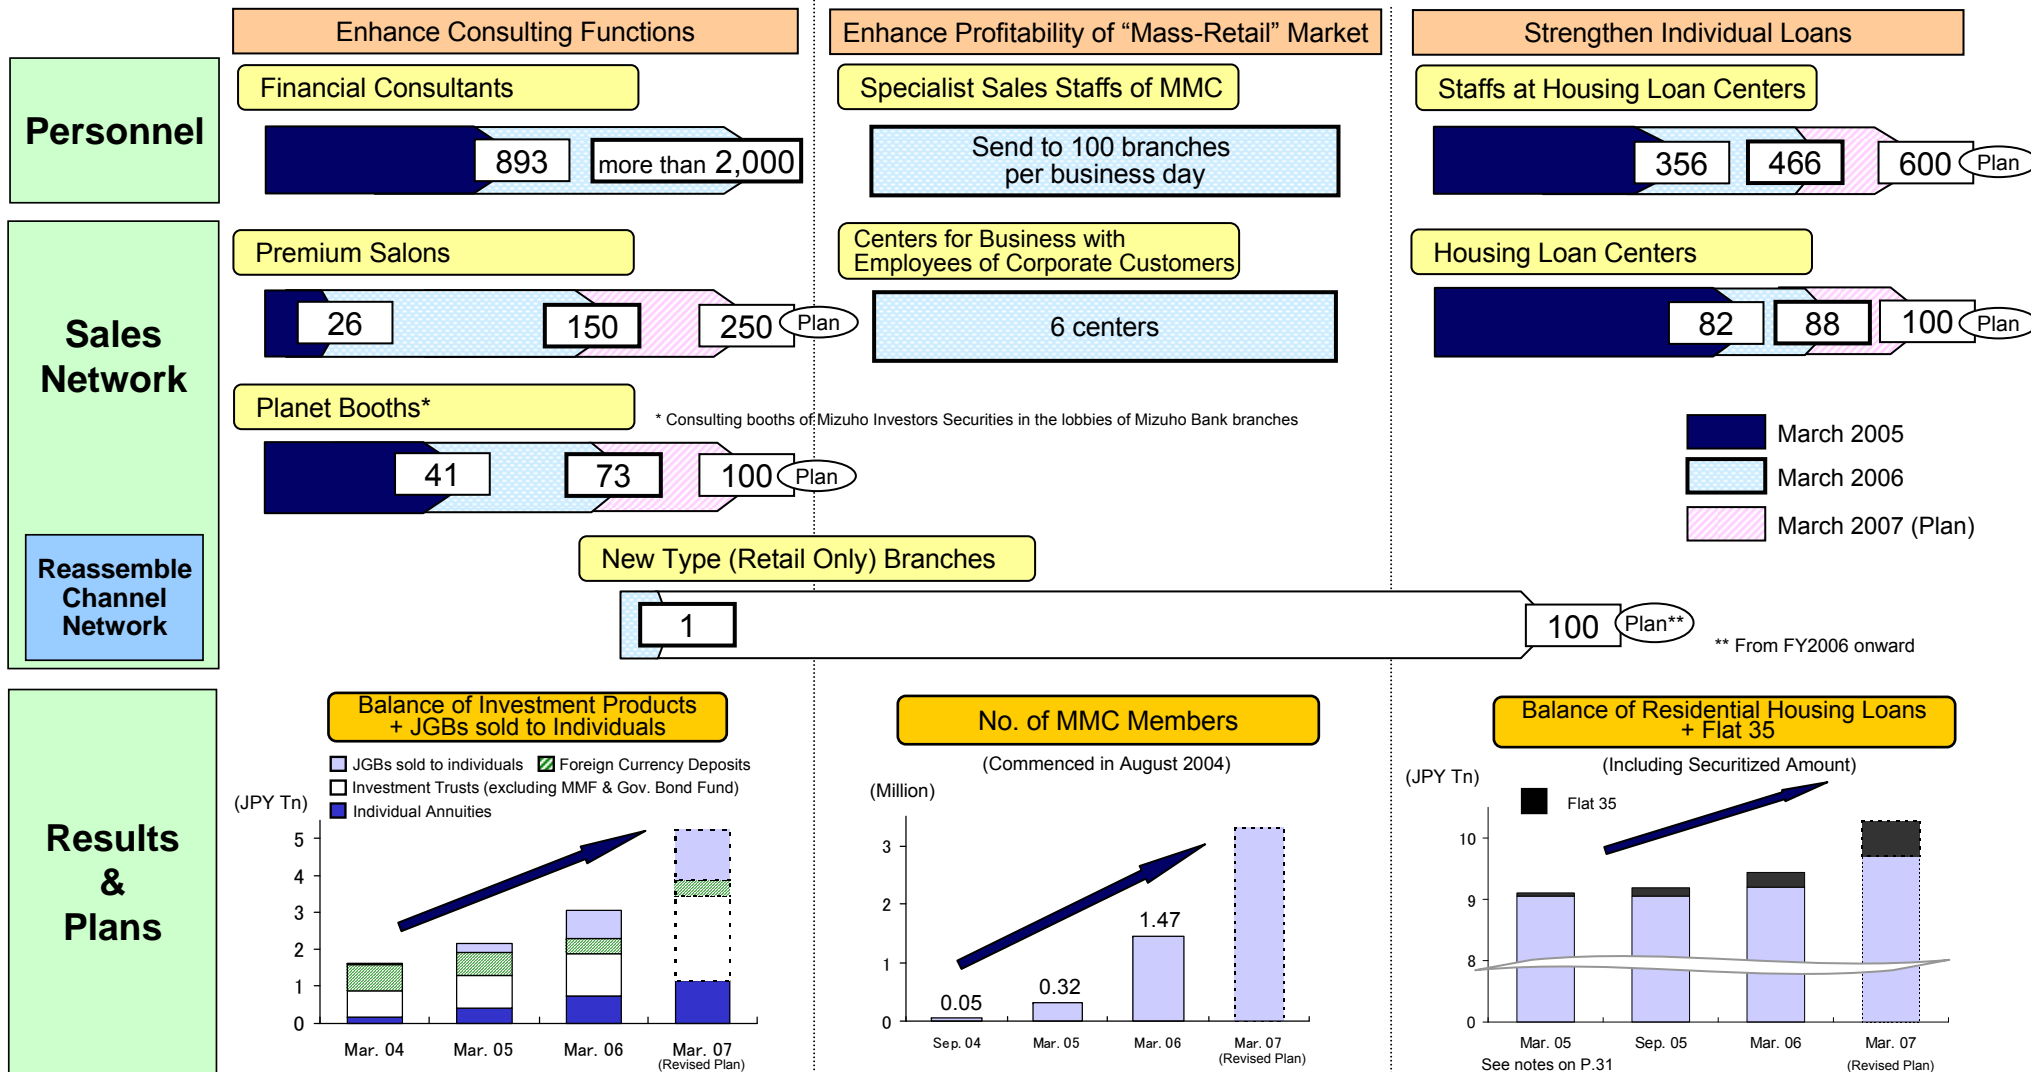 Enhance Consulting Functions
Enhance Profitability of “Mass-Retail” Market
Strengthen Individual Loans
Personnel
Financial Consultants
893
more than 2,000
Specialist Sales Staffs of MMC
Send to 100 branches
per business day
Staffs at Housing Loan Centers
356
466
600
Plan
Sales
Network
Premium Salons
26
150
250
Plan
Centers for Business with
Employees of Corporate Customers
6 centers
Housing Loan Centers
82
88
100
Plan
Planet Booths*
* Consulting booths of Mizuho Investors Securities in the lobbies of Mizuho Bank branches
41
73
100
Plan
March 2005
March 2006
March 2007 (Plan)
Reassemble
Channel
Network
New Type (Retail Only) Branches
1
100
Plan**
** From FY2006 onward
Results
&
Plans
Balance of Investment Products
+ JGBs sold to Individuals
JGBs sold to individuals
Foreign Currency Deposits
Investment Trusts (excluding MMF & Gov. Bond Fund)
Individual Annuities
(JPY Tn)
5
4
3
2
1
0
Mar. 04
Mar. 05
Mar. 06
Mar. 07
(Revised Plan)
No. of MMC Members
(Commenced in August 2004)
(Million)
3
2
1
0
0.05
0.32
1.47
Sep. 04
Mar. 05
Mar. 06
Mar. 07
(Revised Plan)
Balance of Residential Housing Loans
+ Flat 35
(Including Securitized Amount)
(JPY Tn)
Flat 35
10
9
8
0
Mar. 05
Sep. 05
Mar. 06
Mar. 07
(Revised Plan)
See notes on P.31